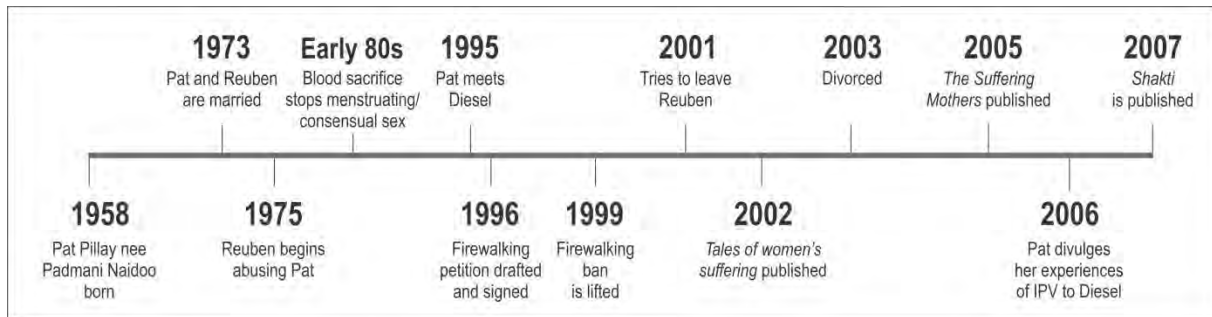 1973
Pat and Reuben
are married
Early 80s
Blood sacrifice
stops menstruating/
consensual sex
1995
Pat meets
Diesel
2001
Tries to leave
Reuben
2003
Divorced
2005
The Suffering
Mothers published
2007
Shakti
is published
1958
Pat Pillay nee
Padmani Naidoo
born
1975
Reuben begins
abusing Pat
1996
Firewalking
petition drafted
and signed
1999
Firewalking
ban
is lifted
2002
Tales of women's
suffering published
2006
Pat divulges
her experiences
of IPV to Diesel